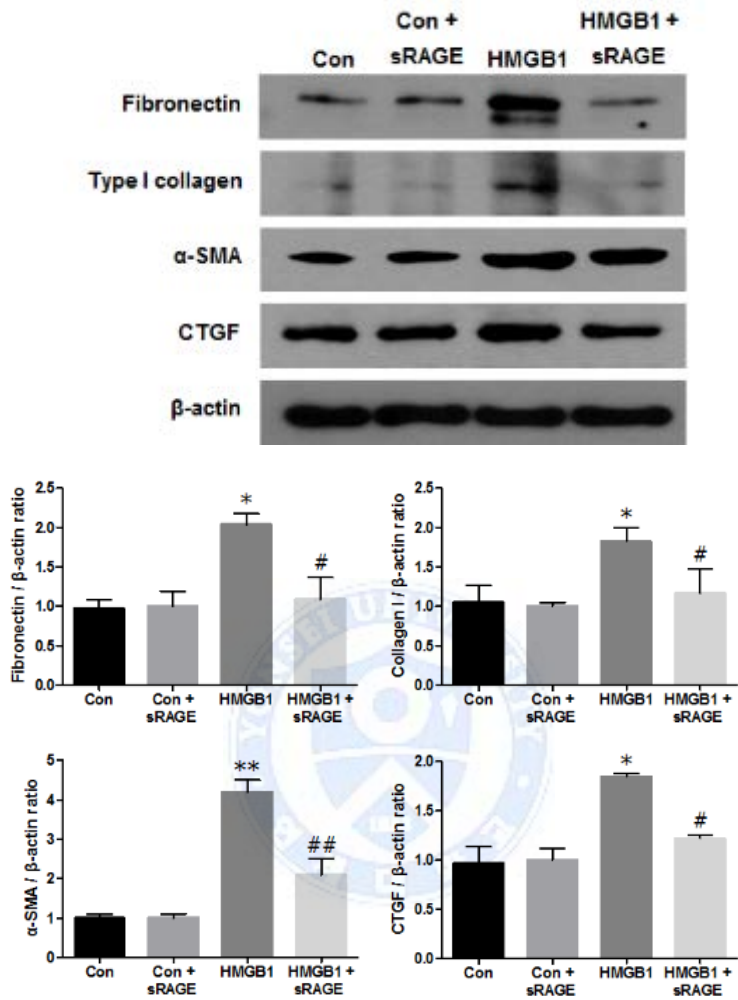 Con
Con +
sRAGE
HMGB1
HMGB1 +
sRAGE
Fibronectin
Type I collagen
α-SMA
CTGF
β-actin
Fibronectin / β-actin ratio
2.5
2.0
1.5
1.0
0.5
0.0
*
#
Con
Con +
sRAGE
HMGB1
HMGB1 +
sRAGE
Collagen I / β-actin ratio
2.5
2.0
1.5
1.0
0.5
0.0
*
#
Con
Con +
sRAGE
HMGB1
HMGB1 +
sRAGE
α-SMA / β-actin ratio
5
4
3
2
1
0
**
##
Con
Con +
sRAGE
HMGB1
HMGB1 +
sRAGE
CTGF / β-actin ratio
2.0
1.5
1.0
0.5
0.0
*
#
Con
Con +
sRAGE
HMGB1
HMGB1 +
sRAGE
YONSEI UNIVERSITY